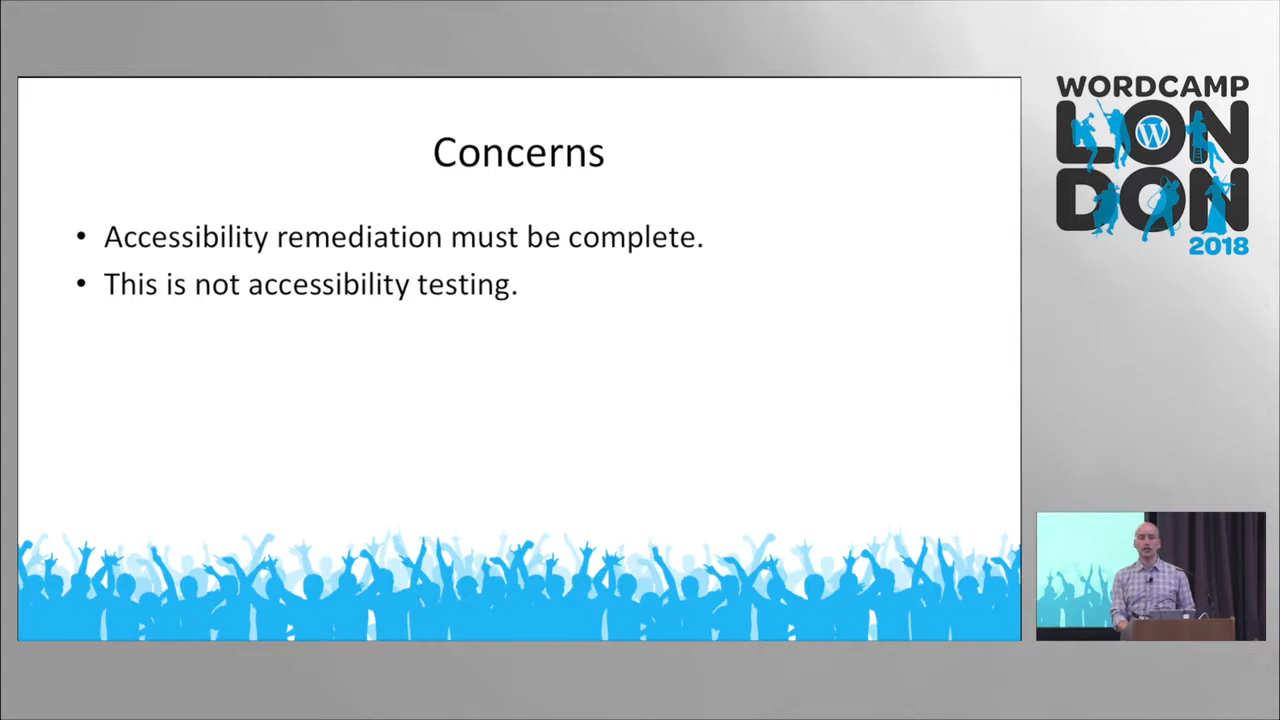 Concerns
• Accessibility remediation must be complete.
• This is not accessibility testing.
WORDCAMP
LON
DON
2018